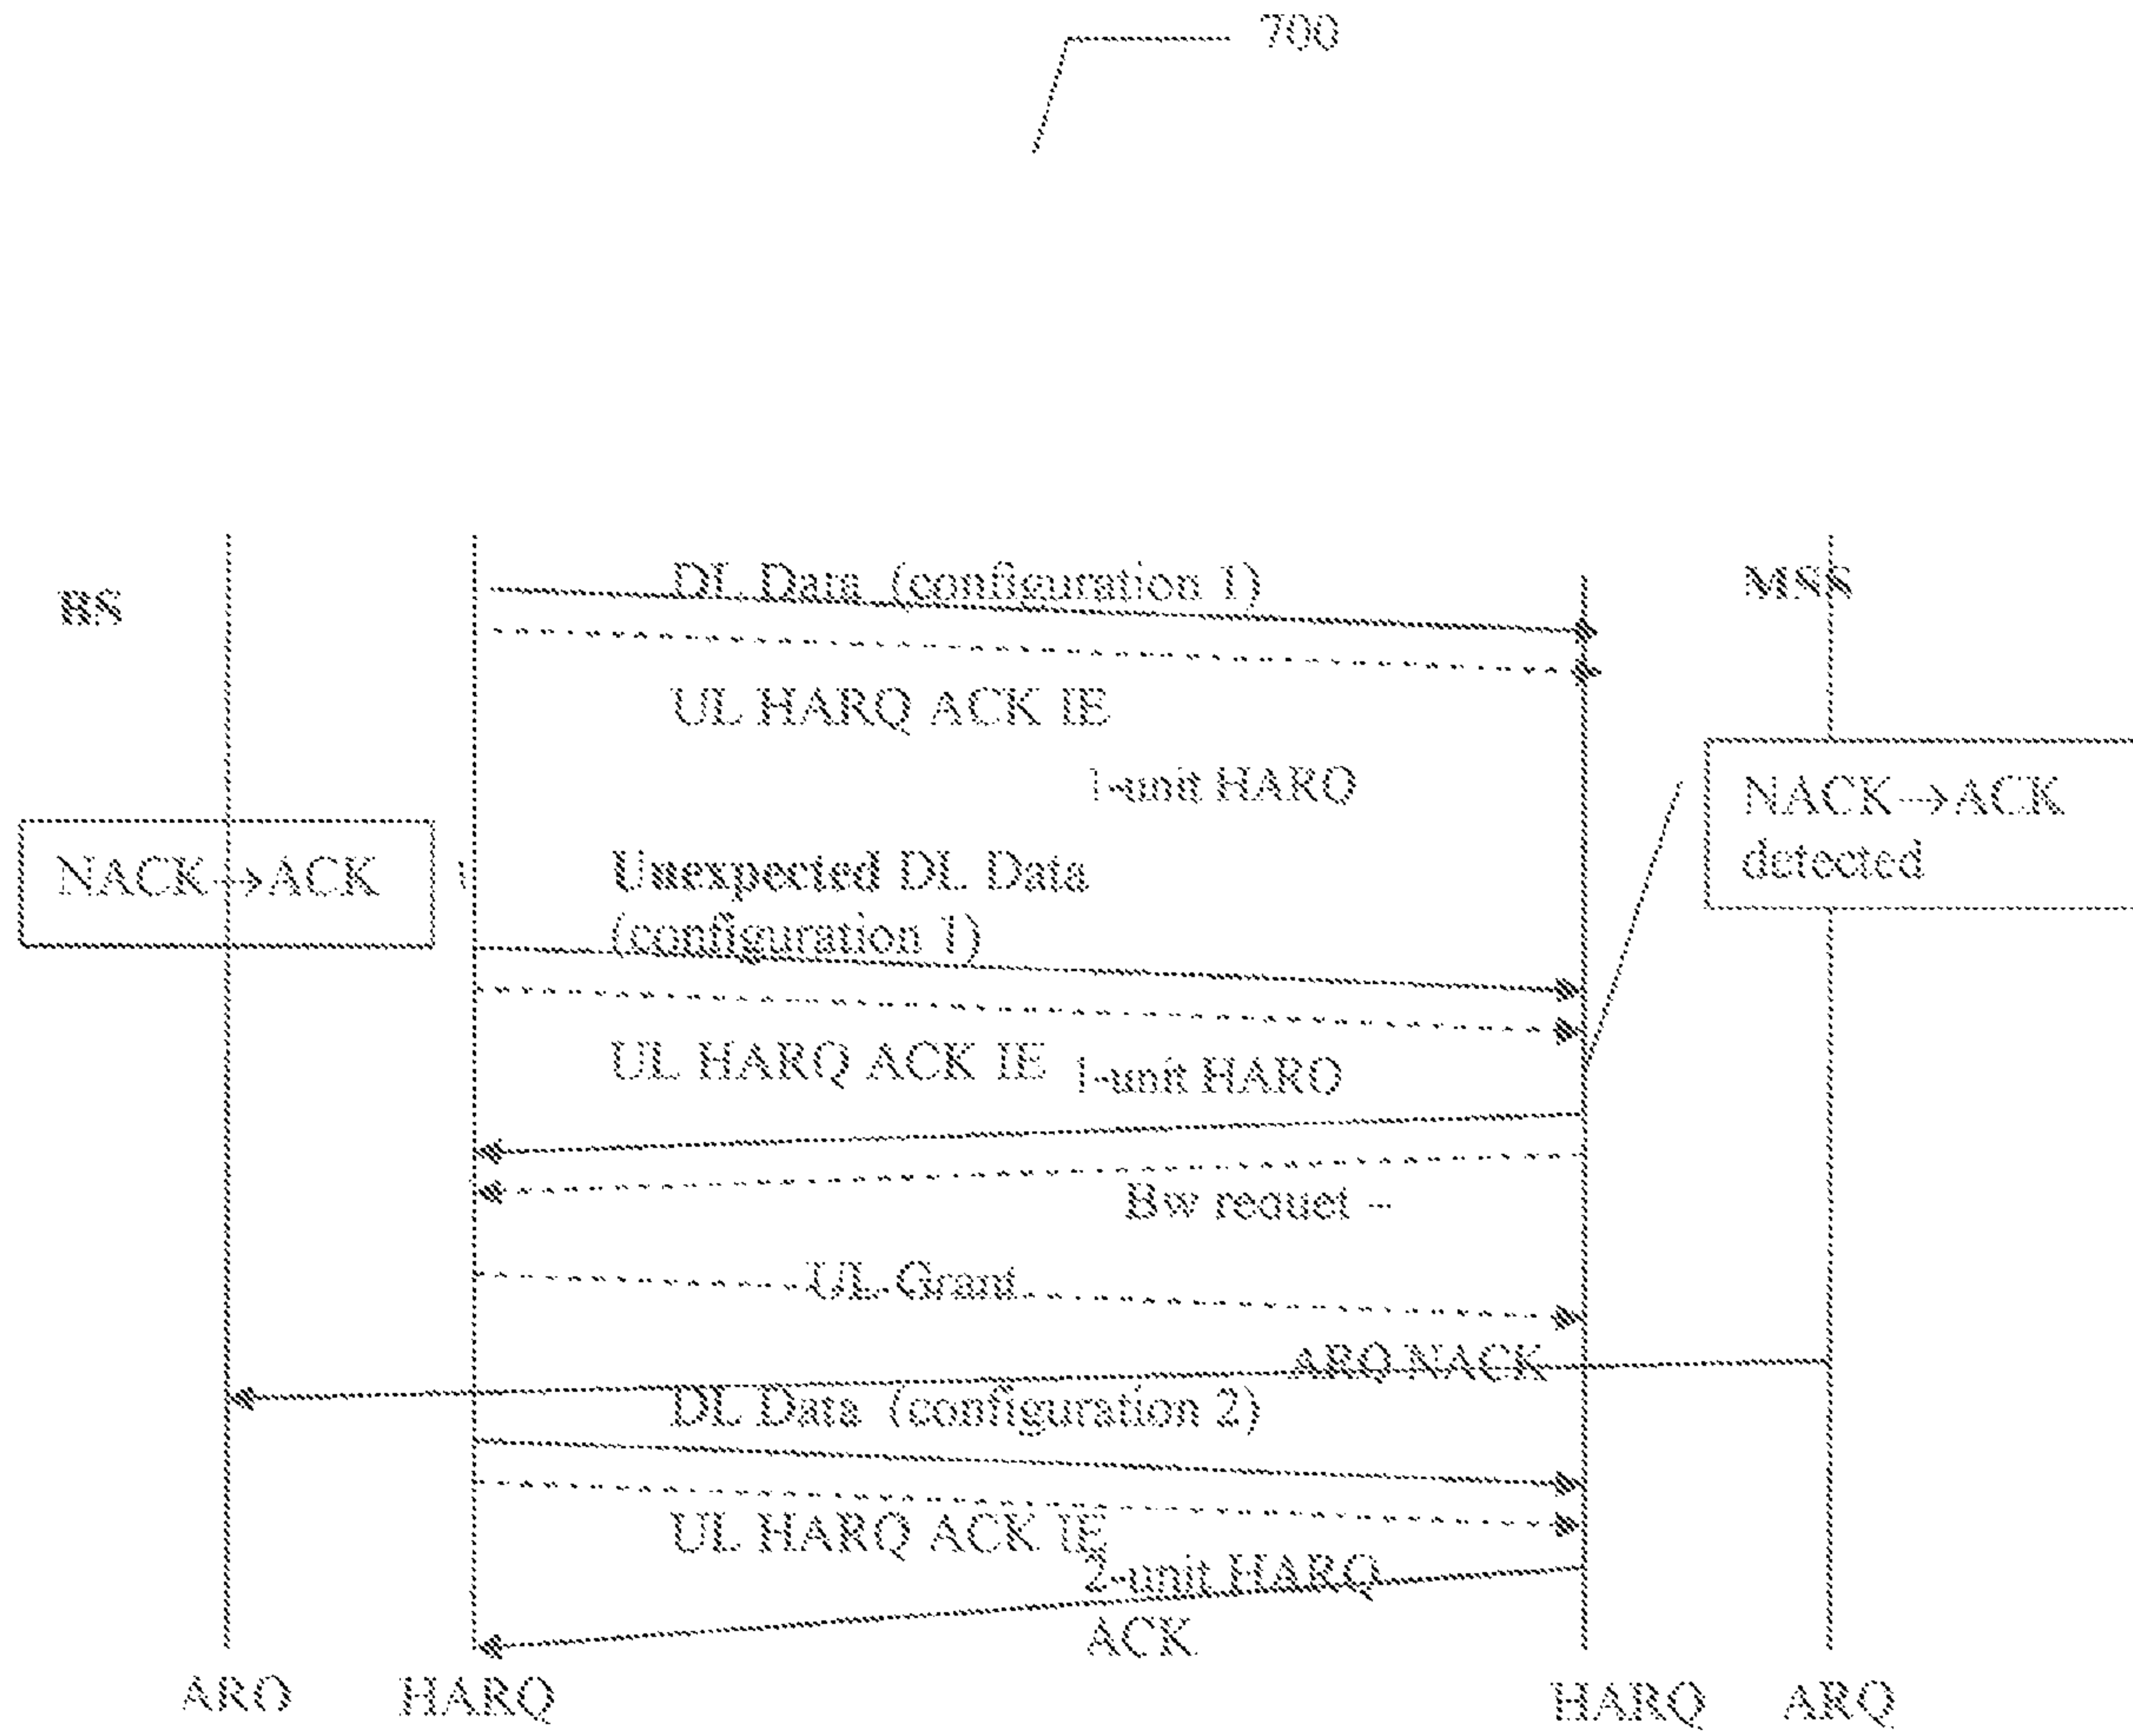 700
BS
DL Data (configuration 1)
MSS
UL HARQ ACK IE
1-unit HARQ
NACK→ACK
detected
NACK→ACK
Unexpected DL Data
(configuration 1)
UL HARQ ACK IE
1-unit HARQ
Bw requet -
UL Grant
ARQ NACK
DL Data (configuration 2)
UL HARQ ACK IE
2-unit HARQ
ACK
ARQ
HARQ
HARQ
ARQ